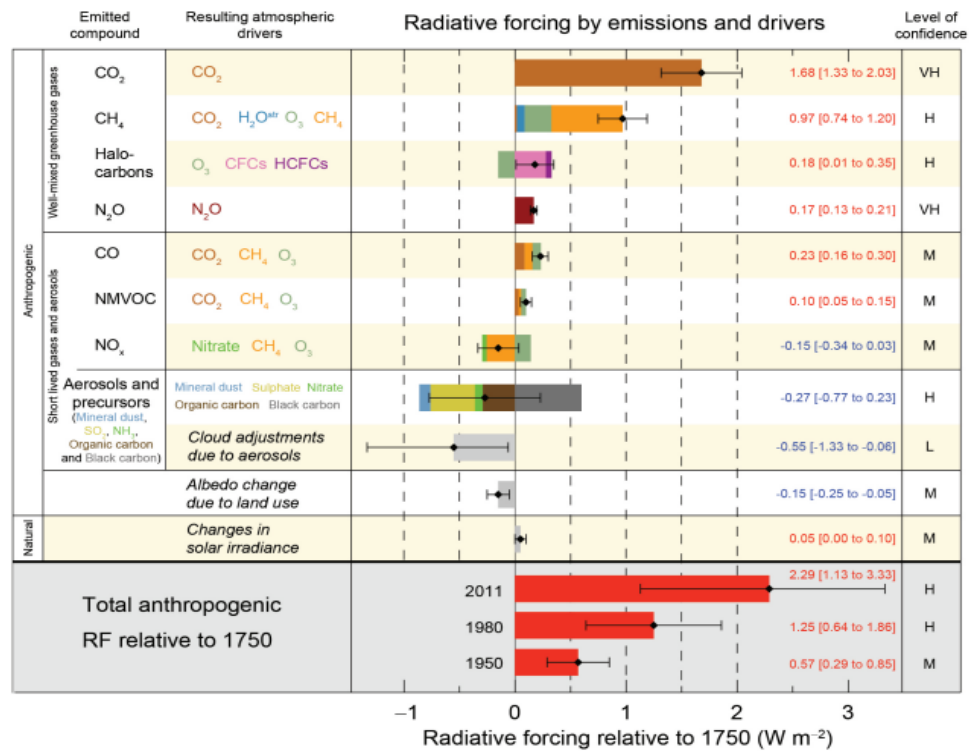 Emitted compound
Resulting atmospheric drivers
Radiative forcing by emissions and drivers
Level of confidence
Anthropogenic
Well-mixed greenhouse gases
CO₂
CO₂
1.68 [1.33 to 2.03]
VH
CH₄
CO₂ H₂Oˢᵗʳ O₃ CH₄
0.97 [0.74 to 1.20]
H
Halo-
carbons
O₃ CFCs HCFCs
0.18 [0.01 to 0.35]
H
N₂O
N₂O
0.17 [0.13 to 0.21]
VH
Short lived gases and aerosols
CO
CO₂ CH₄ O₃
0.23 [0.16 to 0.30]
M
NMVOC
CO₂ CH₄ O₃
0.10 [0.05 to 0.15]
M
NOₓ
Nitrate CH₄ O₃
-0.15 [-0.34 to 0.03]
M
Aerosols and
precursors
(Mineral dust,
SO₂, NH₃,
Organic carbon
and Black carbon)
Mineral dust Sulphate Nitrate
Organic carbon Black carbon
-0.27 [-0.77 to 0.23]
H
Cloud adjustments
due to aerosols
-0.55 [-1.33 to -0.06]
L
Albedo change
due to land use
-0.15 [-0.25 to -0.05]
M
Natural
Changes in
solar irradiance
0.05 [0.00 to 0.10]
M
Total anthropogenic
RF relative to 1750
2011
2.29 [1.13 to 3.33]
H
1980
1.25 [0.64 to 1.86]
H
1950
0.57 [0.29 to 0.85]
M
−1 0 1 2 3
Radiative forcing relative to 1750 (W m⁻²)